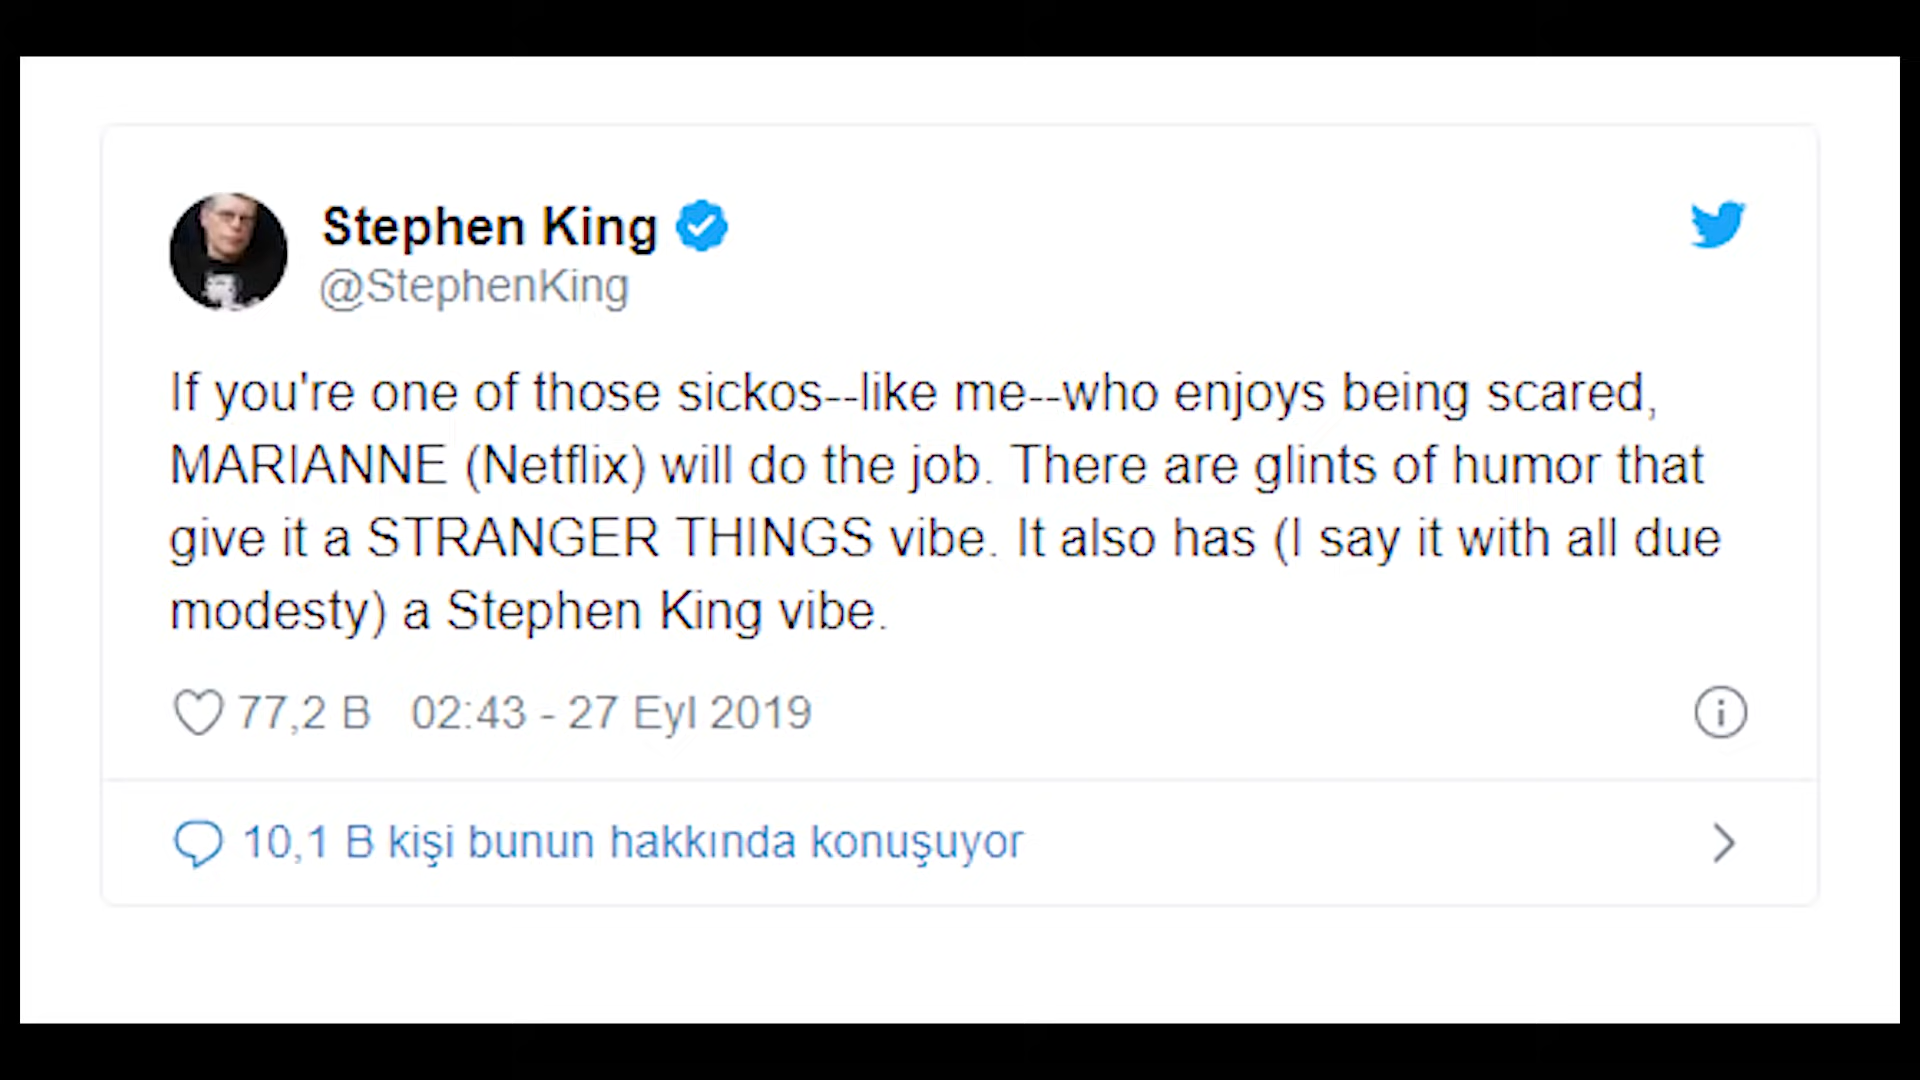 Stephen King
@StephenKing
If you're one of those sickos--like me--who enjoys being scared,
MARIANNE (Netflix) will do the job. There are glints of humor that
give it a STRANGER THINGS vibe. It also has (I say it with all due
modesty) a Stephen King vibe.
77,2 B 02:43 - 27 Eyl 2019
10,1 B kişi bunun hakkında konuşuyor